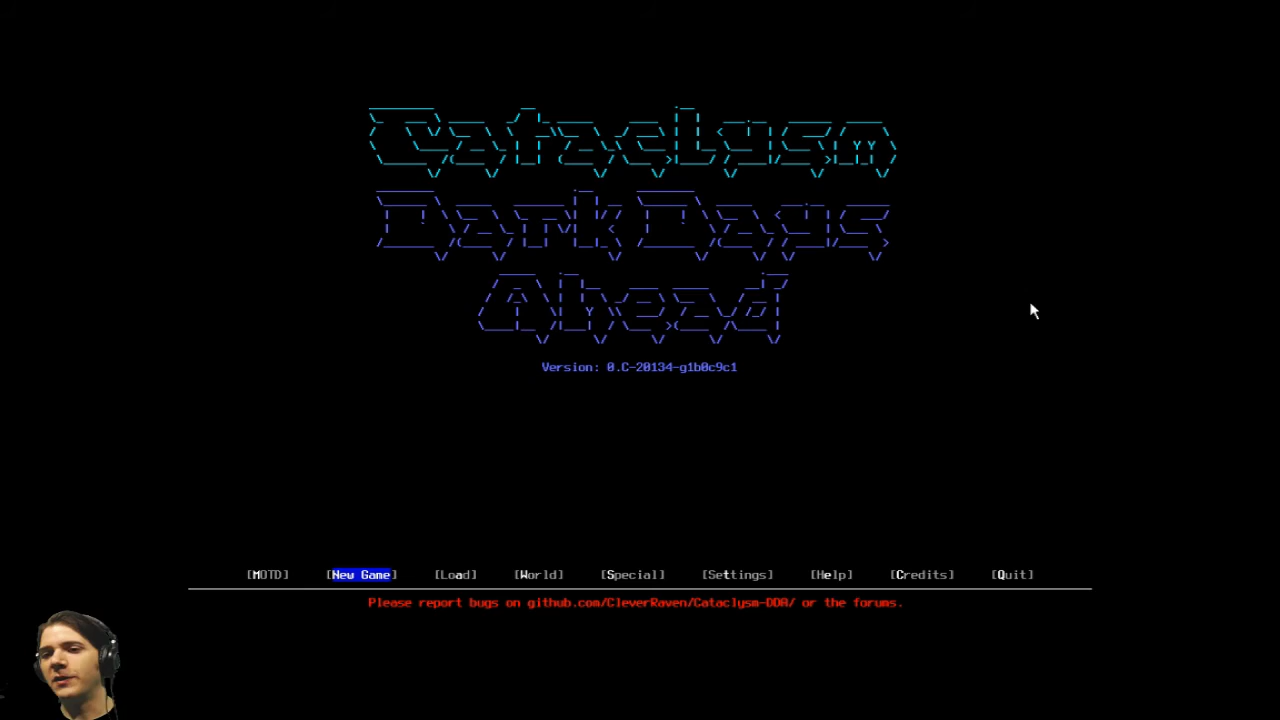 Cataclysm
Dark Days
Ahead
Version: 0.C-20134-g1b0c9c1
[MOTD] [New Game] [Load] [World] [Special] [Settings] [Help] [Credits] [Quit]
Please report bugs on github.com/CleverRaven/Cataclysm-DDA/ or the forums.